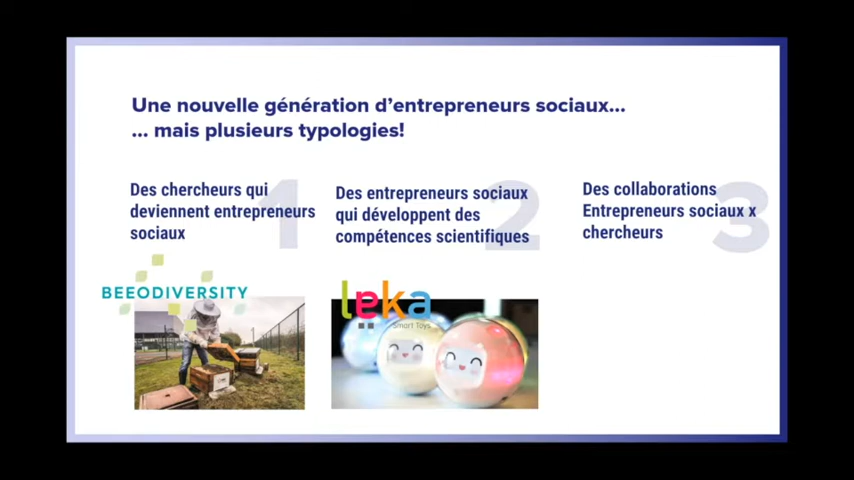 Une nouvelle génération d’entrepreneurs sociaux...
... mais plusieurs typologies!
1
Des chercheurs qui
deviennent entrepreneurs
sociaux
2
Des entrepreneurs sociaux
qui développent des
compétences scientifiques
3
Des collaborations
Entrepreneurs sociaux x
chercheurs
BEEODIVERSITY
leka
Smart Toys